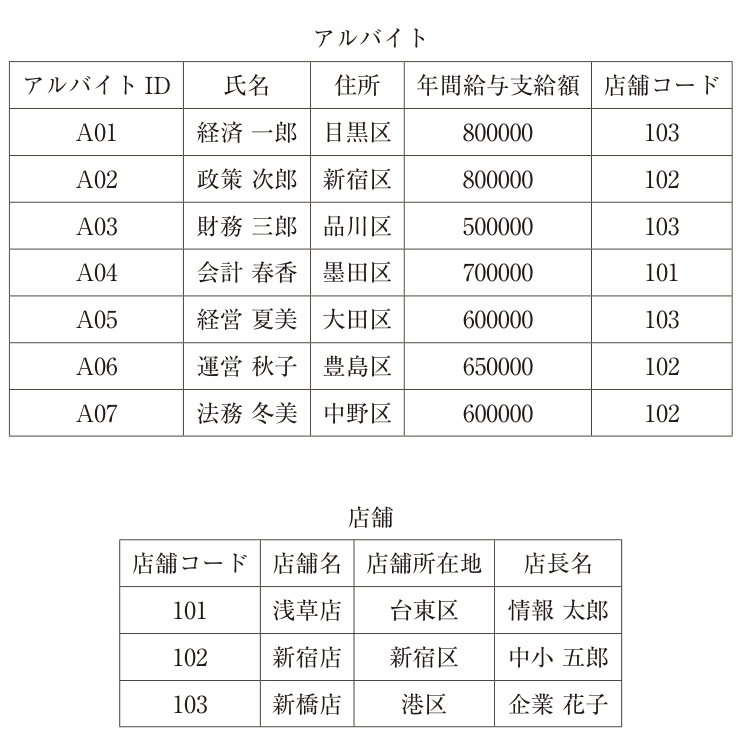 アルバイト
アルバイト ID 氏名 住所 年間給与支給額 店舗コード
A01 経済 一郎 目黒区 800000 103
A02 政策 次郎 新宿区 800000 102
A03 財務 三郎 品川区 500000 103
A04 会計 春香 墨田区 700000 101
A05 経営 夏美 大田区 600000 103
A06 運営 秋子 豊島区 650000 102
A07 法務 冬美 中野区 600000 102
店舗
店舗コード 店舗名 店舗所在地 店長名
101 浅草店 台東区 情報 太郎
102 新宿店 新宿区 中小 五郎
103 新橋店 港区 企業 花子